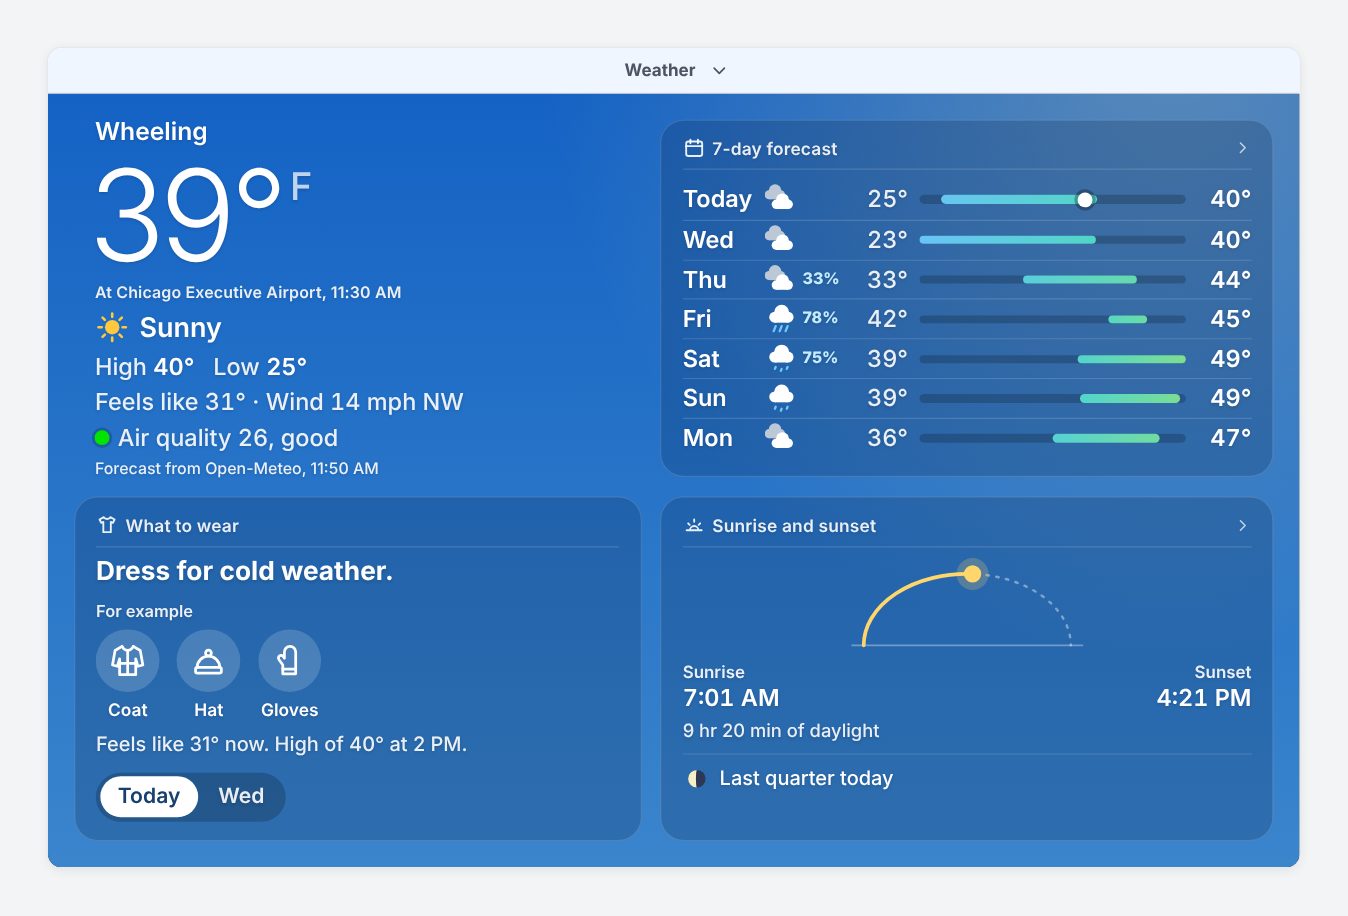 Weather
Wheeling
39° F
At Chicago Executive Airport, 11:30 AM
Sunny
High 40° Low 25°
Feels like 31° · Wind 14 mph NW
Air quality 26, good
Forecast from Open-Meteo, 11:50 AM
7-day forecast
Today 25° 40°
Wed 23° 40°
Thu 33% 33° 44°
Fri 78% 42° 45°
Sat 75% 39° 49°
Sun 39° 49°
Mon 36° 47°
What to wear
Dress for cold weather.
For example
Coat Hat Gloves
Feels like 31° now. High of 40° at 2 PM.
Today Wed
Sunrise and sunset
Sunrise Sunset
7:01 AM 4:21 PM
9 hr 20 min of daylight
Last quarter today